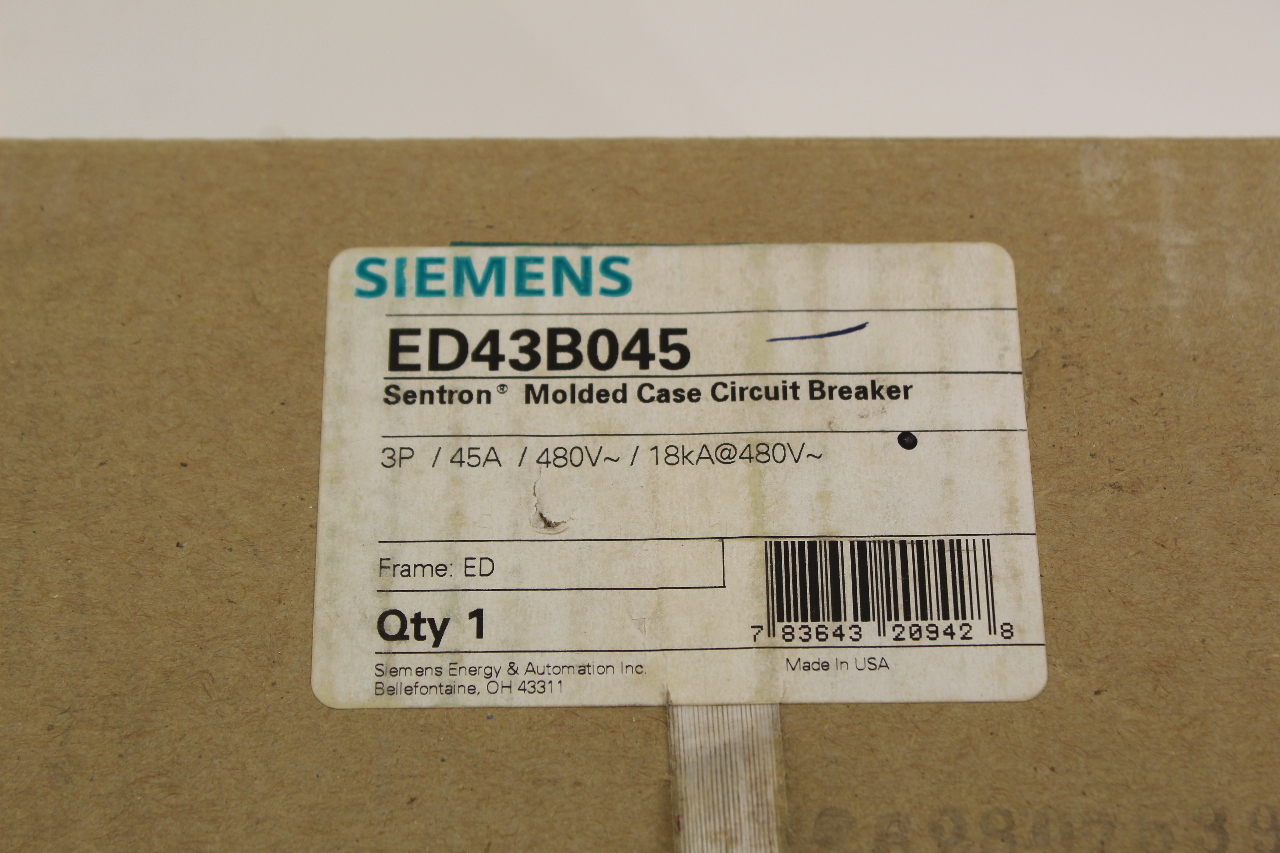 SIEMENS
ED43B045
Sentron® Molded Case Circuit Breaker
3P / 45A / 480V~ / 18kA@480V~
Frame: ED
Qty 1
7 83643 20942 8
Siemens Energy & Automation Inc.
Bellefontaine, OH 43311
Made In USA